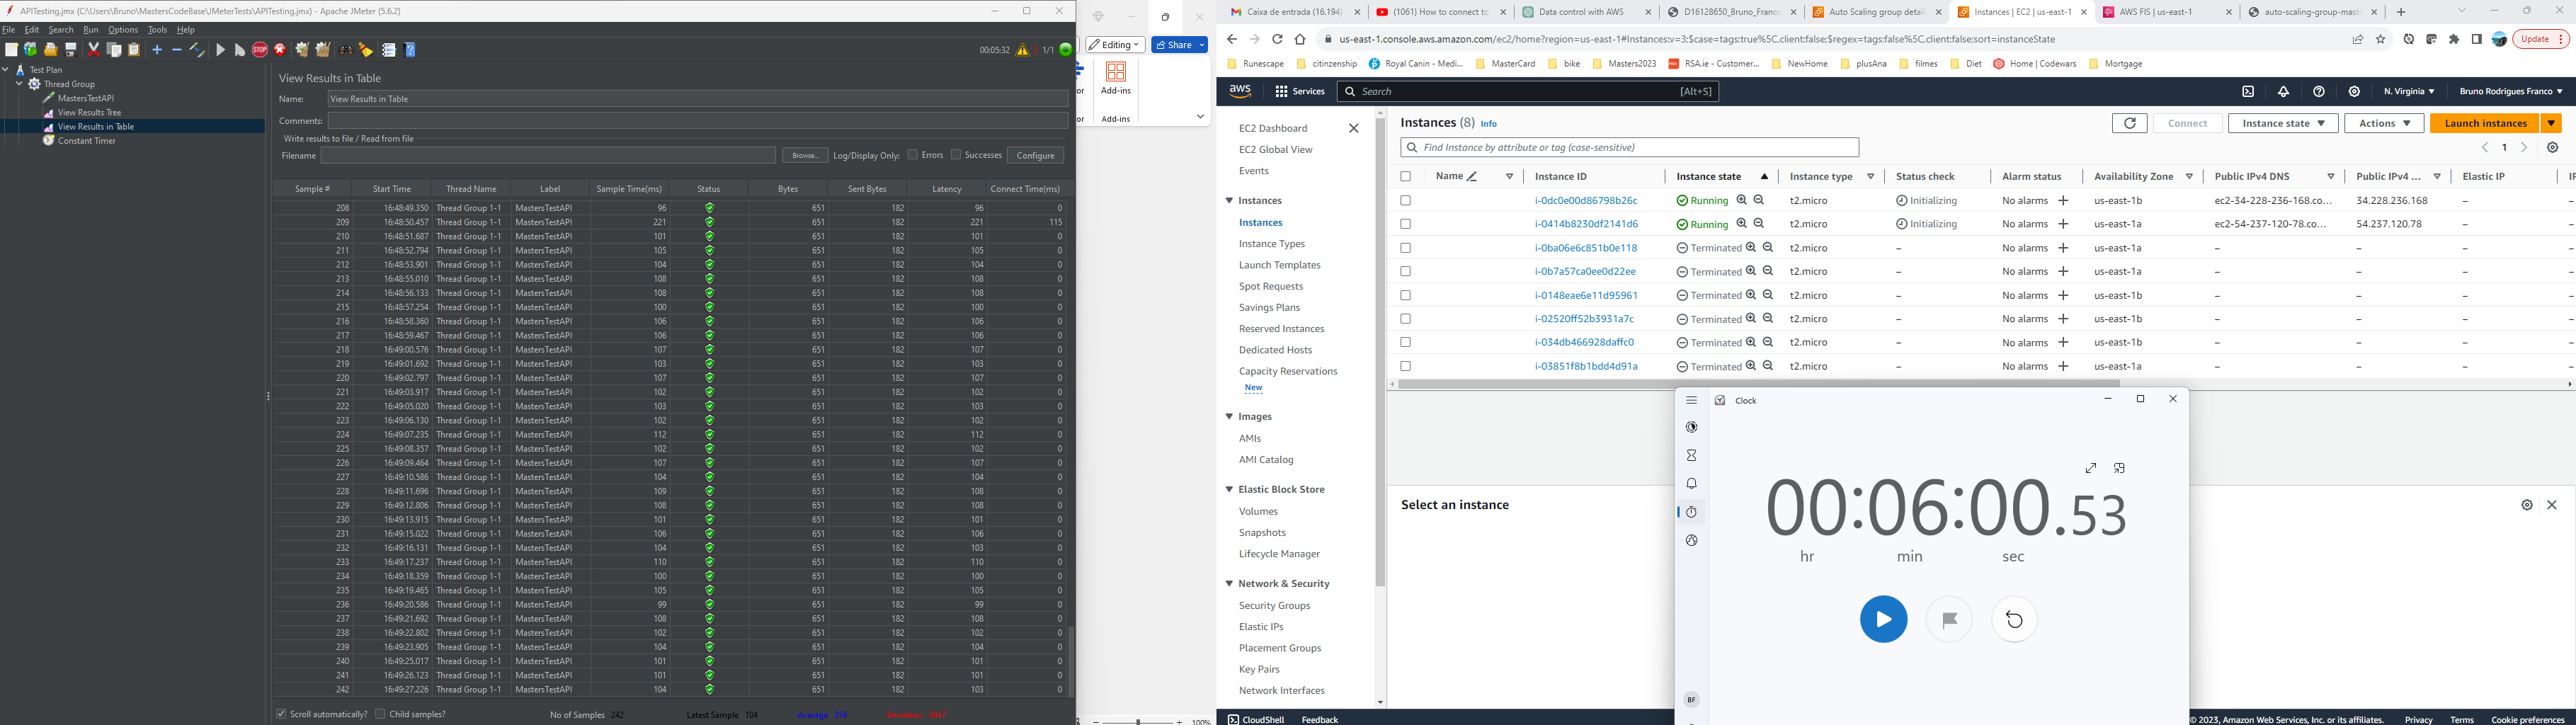 APITesting.jmx (C:\Users\Bruno\MastersCodeBase\JMeterTests\APITesting.jmx) - Apache JMeter (5.6.2)
File Edit Search Run Options Tools Help
00:05:32 2 1/1
Test Plan
Thread Group
MastersTestAPI
View Results Tree
View Results in Table
Constant Timer
View Results in Table
Name: View Results in Table
Comments:
Write results to file / Read from file
Filename Browse... Log/Display Only: Errors Successes Configure
Sample # Start Time Thread Name Label Sample Time(ms) Status Bytes Sent Bytes Latency Connect Time(ms)
208 16:48:49.350 Thread Group 1-1 MastersTestAPI 96 651 182 96 0
209 16:48:50.457 Thread Group 1-1 MastersTestAPI 221 651 182 221 115
210 16:48:51.687 Thread Group 1-1 MastersTestAPI 101 651 182 101 0
211 16:48:52.794 Thread Group 1-1 MastersTestAPI 105 651 182 105 0
212 16:48:53.901 Thread Group 1-1 MastersTestAPI 104 651 182 104 0
213 16:48:55.010 Thread Group 1-1 MastersTestAPI 108 651 182 108 0
214 16:48:56.133 Thread Group 1-1 MastersTestAPI 108 651 182 108 0
215 16:48:57.254 Thread Group 1-1 MastersTestAPI 100 651 182 100 0
216 16:48:58.360 Thread Group 1-1 MastersTestAPI 106 651 182 106 0
217 16:48:59.467 Thread Group 1-1 MastersTestAPI 106 651 182 106 0
218 16:49:00.576 Thread Group 1-1 MastersTestAPI 107 651 182 107 0
219 16:49:01.692 Thread Group 1-1 MastersTestAPI 103 651 182 103 0
220 16:49:02.797 Thread Group 1-1 MastersTestAPI 107 651 182 107 0
221 16:49:03.917 Thread Group 1-1 MastersTestAPI 102 651 182 102 0
222 16:49:05.020 Thread Group 1-1 MastersTestAPI 103 651 182 103 0
223 16:49:06.130 Thread Group 1-1 MastersTestAPI 102 651 182 102 0
224 16:49:07.235 Thread Group 1-1 MastersTestAPI 112 651 182 112 0
225 16:49:08.357 Thread Group 1-1 MastersTestAPI 102 651 182 102 0
226 16:49:09.464 Thread Group 1-1 MastersTestAPI 107 651 182 107 0
227 16:49:10.586 Thread Group 1-1 MastersTestAPI 104 651 182 104 0
228 16:49:11.696 Thread Group 1-1 MastersTestAPI 109 651 182 108 0
229 16:49:12.806 Thread Group 1-1 MastersTestAPI 108 651 182 108 0
230 16:49:13.915 Thread Group 1-1 MastersTestAPI 101 651 182 101 0
231 16:49:15.022 Thread Group 1-1 MastersTestAPI 106 651 182 106 0
232 16:49:16.131 Thread Group 1-1 MastersTestAPI 104 651 182 103 0
233 16:49:17.237 Thread Group 1-1 MastersTestAPI 110 651 182 110 0
234 16:49:18.359 Thread Group 1-1 MastersTestAPI 100 651 182 100 0
235 16:49:19.465 Thread Group 1-1 MastersTestAPI 105 651 182 105 0
236 16:49:20.586 Thread Group 1-1 MastersTestAPI 99 651 182 99 0
237 16:49:21.692 Thread Group 1-1 MastersTestAPI 108 651 182 108 0
238 16:49:22.802 Thread Group 1-1 MastersTestAPI 102 651 182 102 0
239 16:49:23.905 Thread Group 1-1 MastersTestAPI 104 651 182 104 0
240 16:49:25.017 Thread Group 1-1 MastersTestAPI 101 651 182 101 0
241 16:49:26.123 Thread Group 1-1 MastersTestAPI 101 651 182 101 0
242 16:49:27.226 Thread Group 1-1 MastersTestAPI 104 651 182 103 0
Scroll automatically? Child samples? No of Samples 242 Latest Sample 104 Average 359 Deviation 3847
Editing Share
or Add-ins
or Add-ins
100%
Caixa de entrada (16.194) (1061) How to connect to Data control with AWS D16128650_Bruno_Franco Auto Scaling group detail Instances | EC2 | us-east-1 AWS FIS | us-east-1 auto-scaling-group-mast
us-east-1.console.aws.amazon.com/ec2/home?region=us-east-1#Instances:v=3;$case=tags:true%5C,client:false;$regex=tags:false%5C,client:false;sort=instanceState Update
Runescape citizenship Royal Canin - Medi... MasterCard bike Masters2023 RSA.ie - Customer... NewHome plusAna filmes Diet Home | Codewars Mortgage
aws Services Search [Alt+S] N. Virginia Bruno Rodrigues Franco
EC2 Dashboard
EC2 Global View
Events
Instances
Instances
Instance Types
Launch Templates
Spot Requests
Savings Plans
Reserved Instances
Dedicated Hosts
Capacity Reservations
New
Images
AMIs
AMI Catalog
Elastic Block Store
Volumes
Snapshots
Lifecycle Manager
Network & Security
Security Groups
Elastic IPs
Placement Groups
Key Pairs
Network Interfaces
Instances (8) Info Connect Instance state Actions Launch instances
Find Instance by attribute or tag (case-sensitive) 1
Name Instance ID Instance state Instance type Status check Alarm status Availability Zone Public IPv4 DNS Public IPv4 ... Elastic IP
i-0dc0e00d86798b26c Running t2.micro Initializing No alarms + us-east-1b ec2-34-228-236-168.co... 34.228.236.168 –
i-0414b8230df2141d6 Running t2.micro Initializing No alarms + us-east-1a ec2-54-237-120-78.co... 54.237.120.78 –
i-0ba06e6c851b0e118 Terminated t2.micro – No alarms + us-east-1a – – –
i-0b7a57ca0ee0d22ee Terminated t2.micro – No alarms + us-east-1a – – –
i-0148eae6e11d95961 Terminated t2.micro – No alarms + us-east-1b – – –
i-02520ff52b3931a7c Terminated t2.micro – No alarms + us-east-1b – – –
i-034db466928daffc0 Terminated t2.micro – No alarms + us-east-1b – – –
i-03851f8b1bdd4d91a Terminated t2.micro – No alarms + us-east-1a – – –
Select an instance
Clock
00:06:00.53
hr min sec
BF
CloudShell Feedback © 2023, Amazon Web Services, Inc. or its affiliates. Privacy Terms Cookie preferences